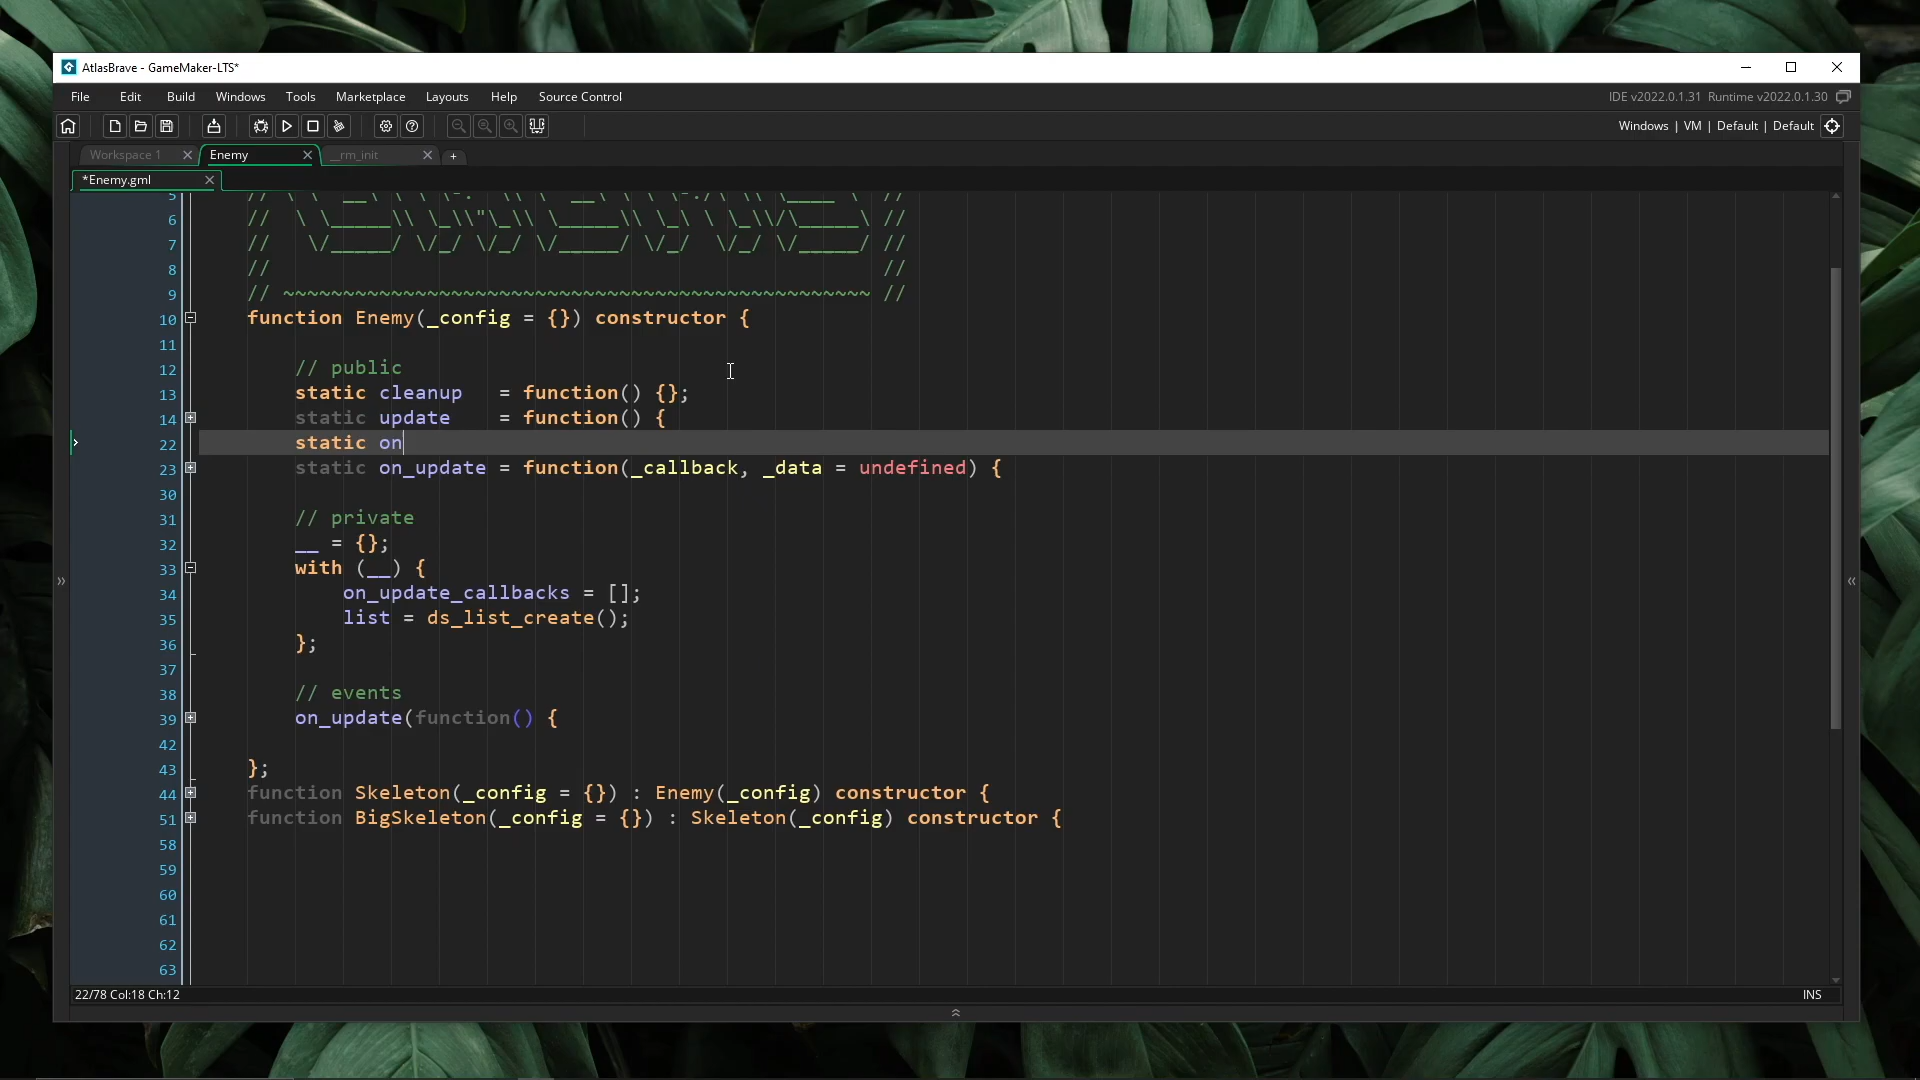 AtlasBrave - GameMaker-LTS*
File Edit Build Windows Tools Marketplace Layouts Help Source Control
IDE v2022.0.1.31 Runtime v2022.0.1.30
Windows | VM | Default | Default
Workspace 1 Enemy __rm_init +
*Enemy.gml
6 // \ \_____\\ \_\\"\_\\ \_____\\ \_\ \ \_\\/\_____\ //
7 // \/_____/ \/_/ \/_/ \/_____/ \/_/ \/_/ \/_____/ //
8 // //
9 // ~~~~~~~~~~~~~~~~~~~~~~~~~~~~~~~~~~~~~~~~~~~~~~~~~ //
10 function Enemy(_config = {}) constructor {
11
12 // public
13 static cleanup = function() {};
14 static update = function() {
22 static on
23 static on_update = function(_callback, _data = undefined) {
30
31 // private
32 __ = {};
33 with (__) {
34 on_update_callbacks = [];
35 list = ds_list_create();
36 };
37
38 // events
39 on_update(function() {
42
43 };
44 function Skeleton(_config = {}) : Enemy(_config) constructor {
51 function BigSkeleton(_config = {}) : Skeleton(_config) constructor {
58
59
60
61
62
63
22/78 Col:18 Ch:12 INS